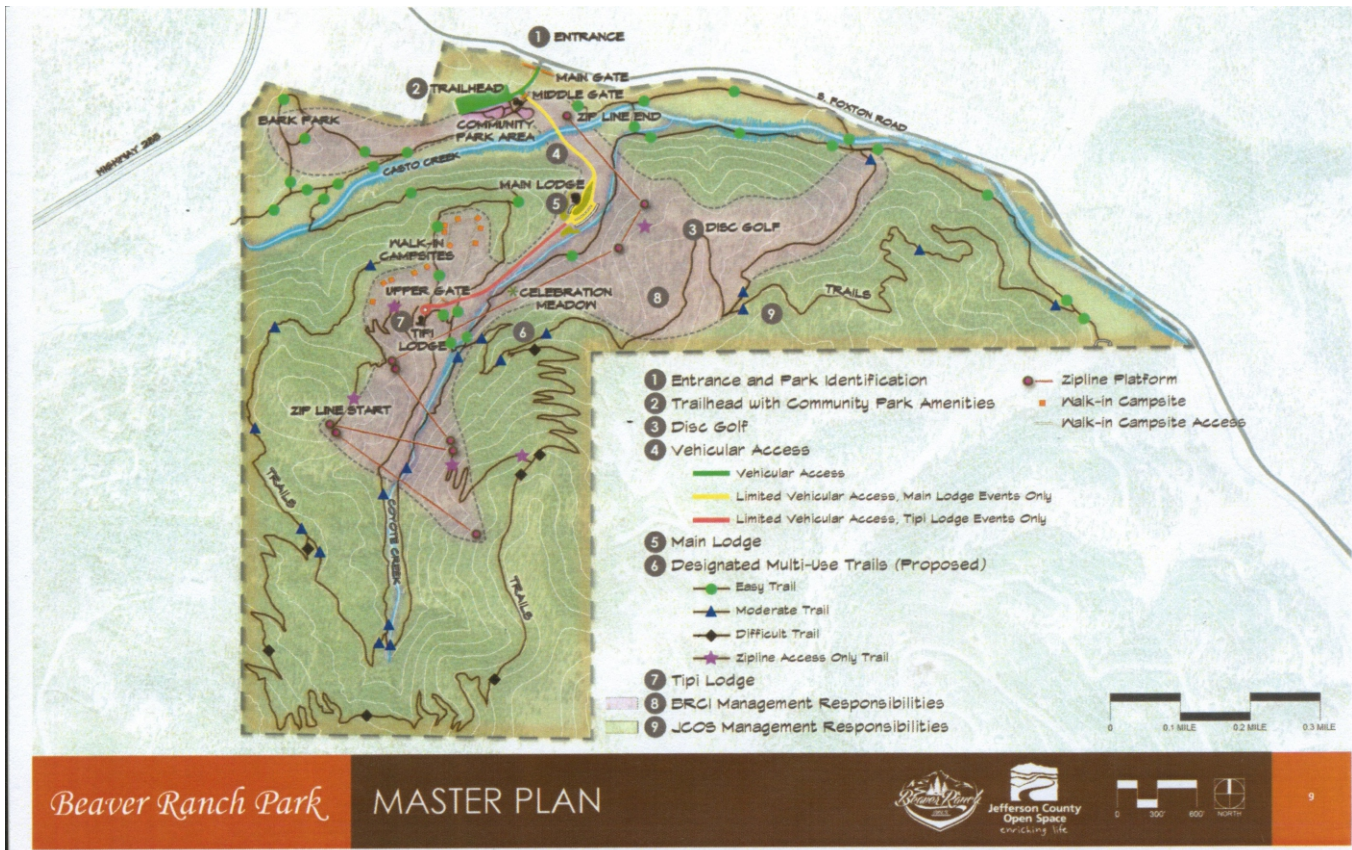 1 ENTRANCE
MAIN GATE
2 TRAILHEAD
MIDDLE GATE
BARK PARK
COMMUNITY
PARK AREA
ZIP LINE END
S. FOXTON ROAD
HIGHWAY 285
CASTO CREEK
4
MAIN LODGE
5
3 DISC GOLF
WALK-IN
CAMPSITES
UPPER GATE
CELEBRATION
MEADOW
8
9
TRAILS
7
TIPI
LODGE
6
ZIP LINE START
TRAILS
COYOTE CREEK
TRAILS
1 Entrance and Park Identification
2 Trailhead with Community Park Amenities
3 Disc Golf
4 Vehicular Access
Vehicular Access
Limited Vehicular Access, Main Lodge Events Only
Limited Vehicular Access, Tipi Lodge Events Only
5 Main Lodge
6 Designated Multi-Use Trails (Proposed)
Easy Trail
Moderate Trail
Difficult Trail
Zipline Access Only Trail
7 Tipi Lodge
8 BRCI Management Responsibilities
9 JCOS Management Responsibilities
Zipline Platform
Walk-in Campsite
Walk-in Campsite Access
0 0.1 MILE 0.2 MILE 0.3 MILE
Beaver Ranch Park
MASTER PLAN
Beaver Ranch
Jefferson County
Open Space
enriching life
0 300' 600'
NORTH
9